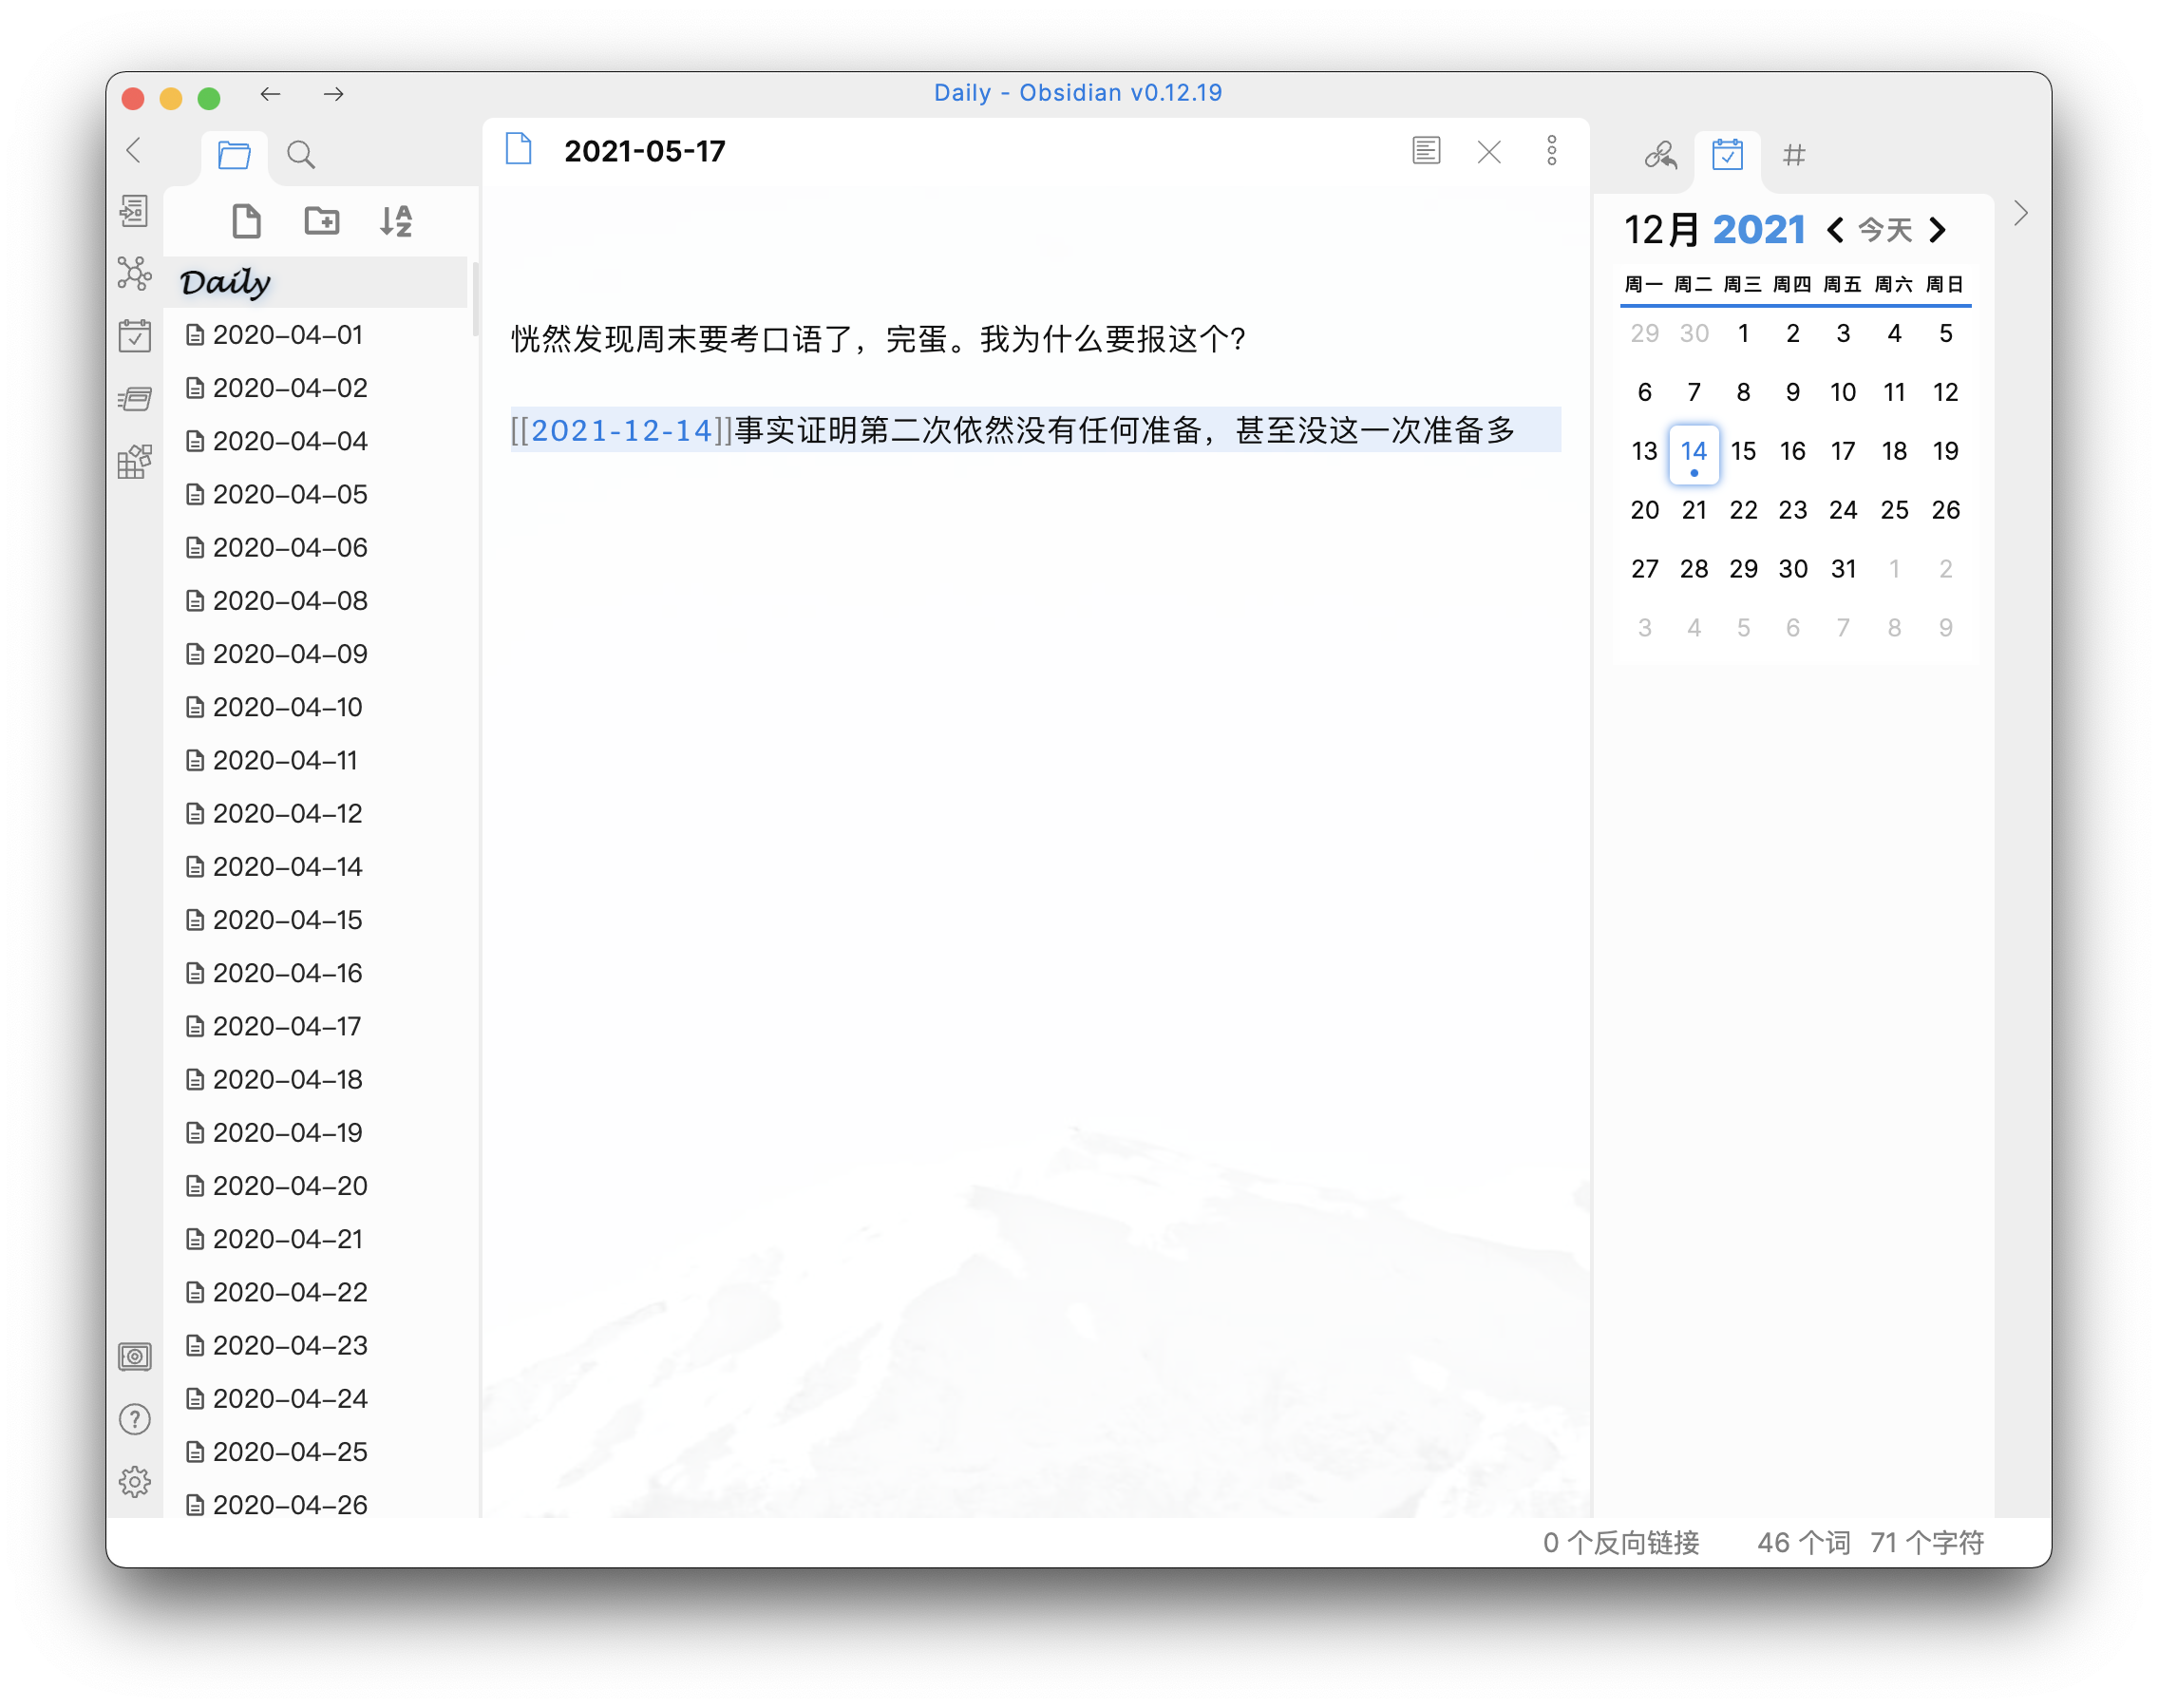 Daily - Obsidian v0.12.19
2021-05-17
Daily
2020-04-01
2020-04-02
2020-04-04
2020-04-05
2020-04-06
2020-04-08
2020-04-09
2020-04-10
2020-04-11
2020-04-12
2020-04-14
2020-04-15
2020-04-16
2020-04-17
2020-04-18
2020-04-19
2020-04-20
2020-04-21
2020-04-22
2020-04-23
2020-04-24
2020-04-25
2020-04-26
恍然发现周末要考口语了，完蛋。我为什么要报这个？
[[2021-12-14]]事实证明第二次依然没有任何准备，甚至没这一次准备多
12月 2021 今天
周一 周二 周三 周四 周五 周六 周日
29 30 1 2 3 4 5
6 7 8 9 10 11 12
13 14 15 16 17 18 19
20 21 22 23 24 25 26
27 28 29 30 31 1 2
3 4 5 6 7 8 9
0 个反向链接 46 个词 71 个字符